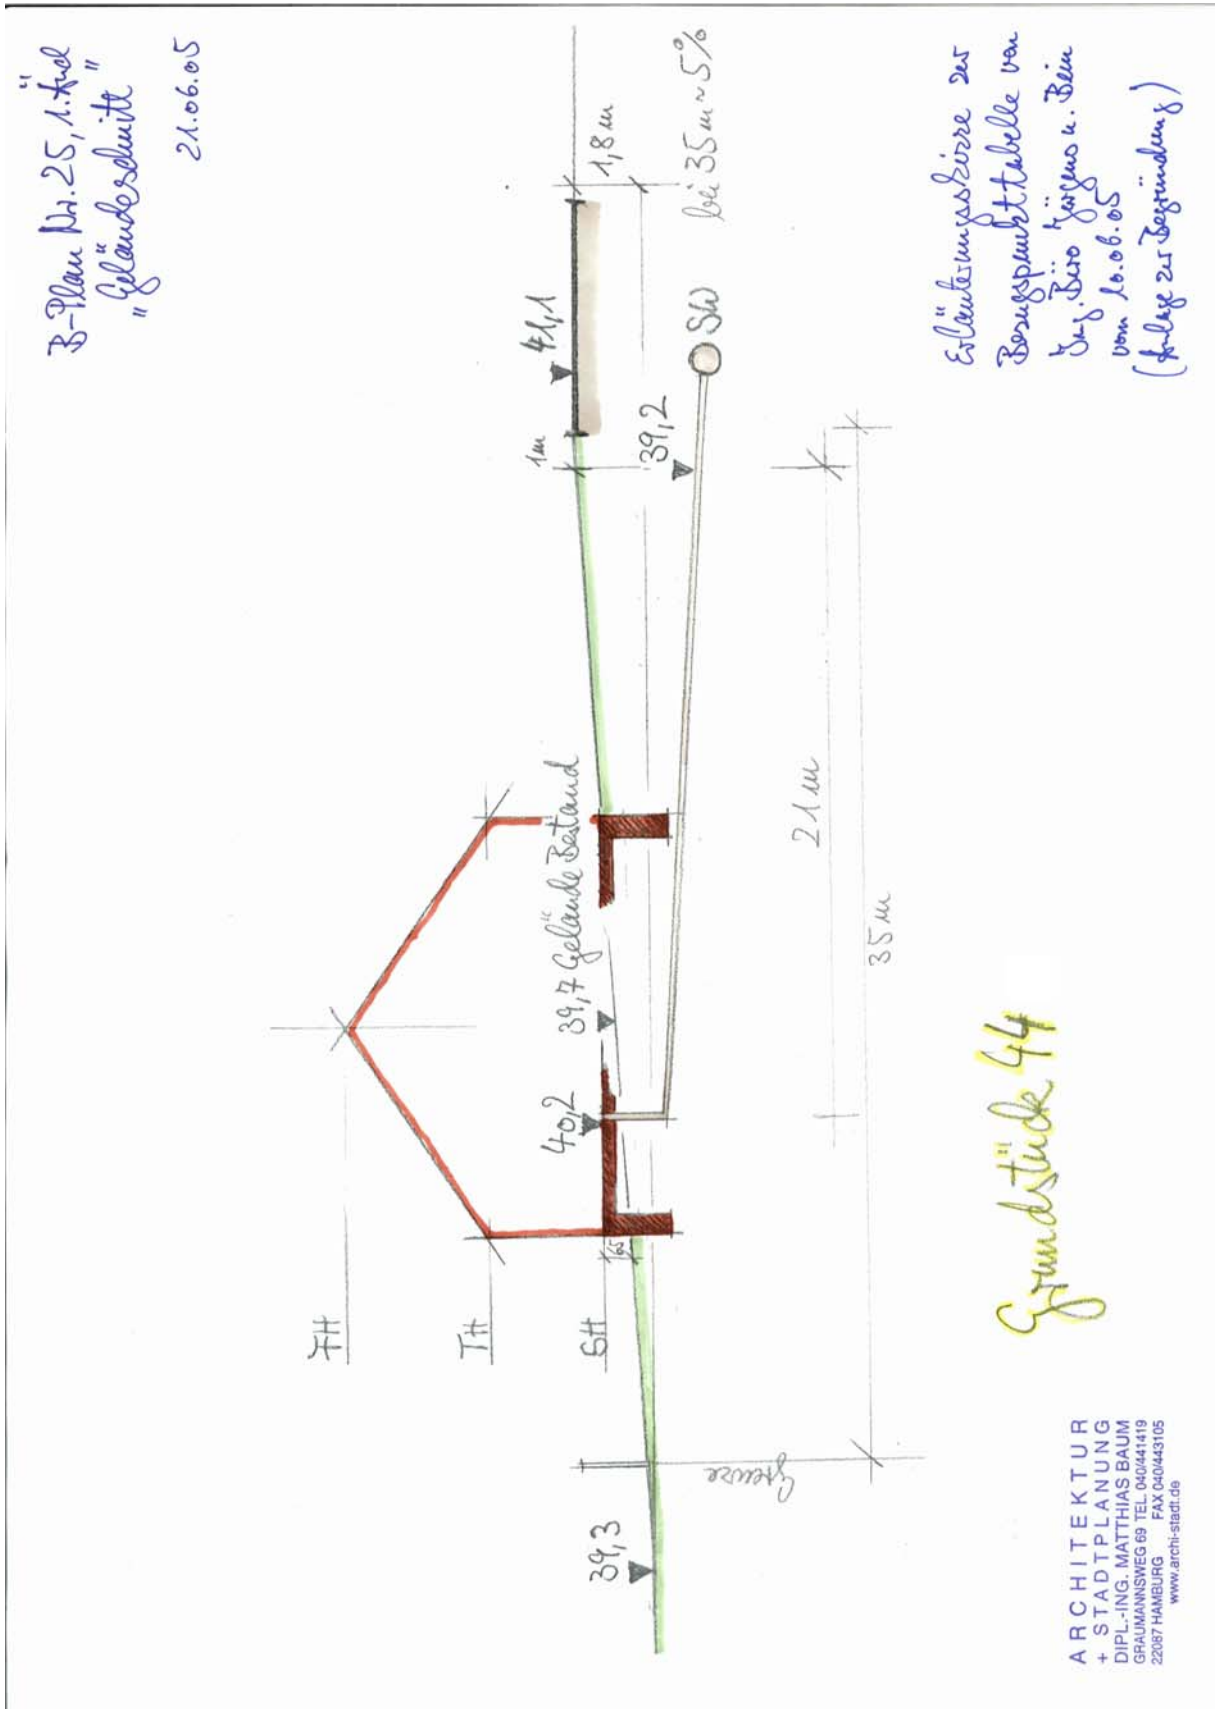 B-Plan Nr. 25, 1. Änd
"Geländeschnitt"
21.06.05
FH
TH
SH
39,3
Grenze
65
40,2
39,7 Gelände Bestand
1m
41,1
39,2
SW
1,8 m
bei 35 m ~ 5%
21 m
35 m
Erläuterungsskizze zur
Bezugspunkttabelle von
Ing. Büro Jürgens u. Bein
vom 10.06.05
(Anlage zur Begründung)
Grundstück 44
ARCHITEKTUR
+ STADTPLANUNG
DIPL.-ING. MATTHIAS BAUM
GRAUMANNSWEG 69 TEL. 040/441419
22087 HAMBURG FAX 040/443105
www.archi-stadt.de